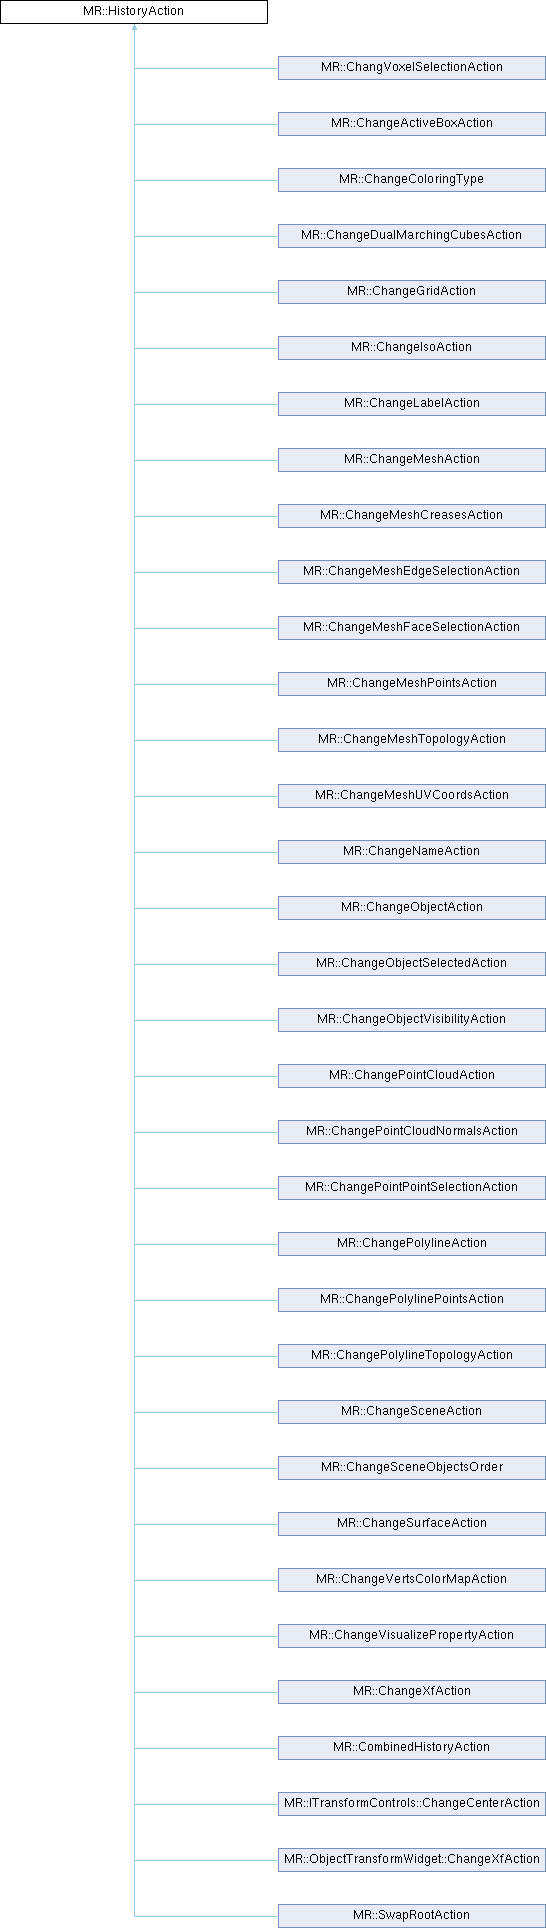 MR::HistoryAction
MR::ChangVoxelSelectionAction
MR::ChangeActiveBoxAction
MR::ChangeColoringType
MR::ChangeDualMarchingCubesAction
MR::ChangeGridAction
MR::ChangeIsoAction
MR::ChangeLabelAction
MR::ChangeMeshAction
MR::ChangeMeshCreasesAction
MR::ChangeMeshEdgeSelectionAction
MR::ChangeMeshFaceSelectionAction
MR::ChangeMeshPointsAction
MR::ChangeMeshTopologyAction
MR::ChangeMeshUVCoordsAction
MR::ChangeNameAction
MR::ChangeObjectAction
MR::ChangeObjectSelectedAction
MR::ChangeObjectVisibilityAction
MR::ChangePointCloudAction
MR::ChangePointCloudNormalsAction
MR::ChangePointPointSelectionAction
MR::ChangePolylineAction
MR::ChangePolylinePointsAction
MR::ChangePolylineTopologyAction
MR::ChangeSceneAction
MR::ChangeSceneObjectsOrder
MR::ChangeSurfaceAction
MR::ChangeVertsColorMapAction
MR::ChangeVisualizePropertyAction
MR::ChangeXfAction
MR::CombinedHistoryAction
MR::ITransformControls::ChangeCenterAction
MR::ObjectTransformWidget::ChangeXfAction
MR::SwapRootAction